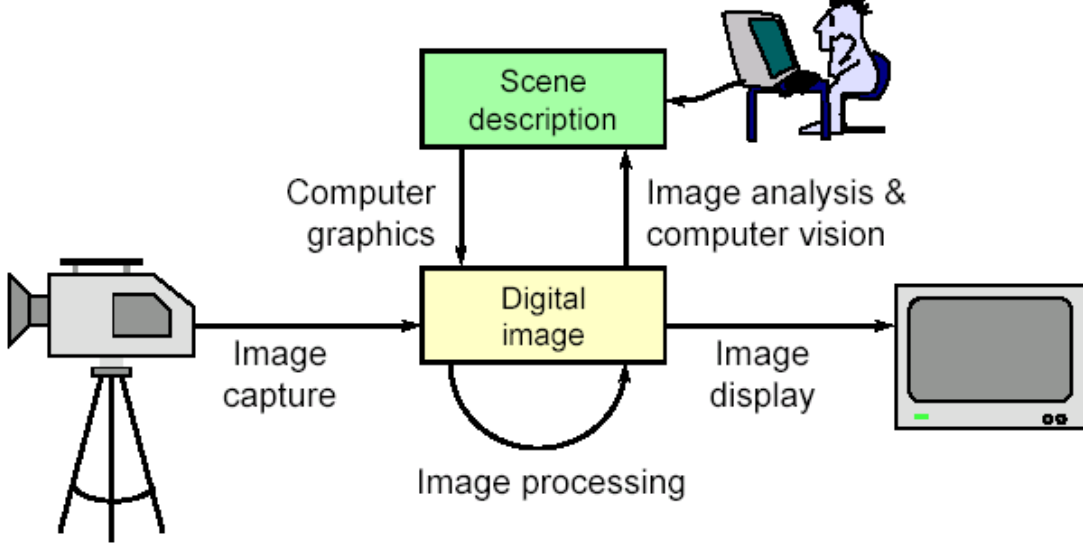 Scene
description
Computer
graphics
Image analysis &
computer vision
Digital
image
Image
capture
Image
display
Image processing